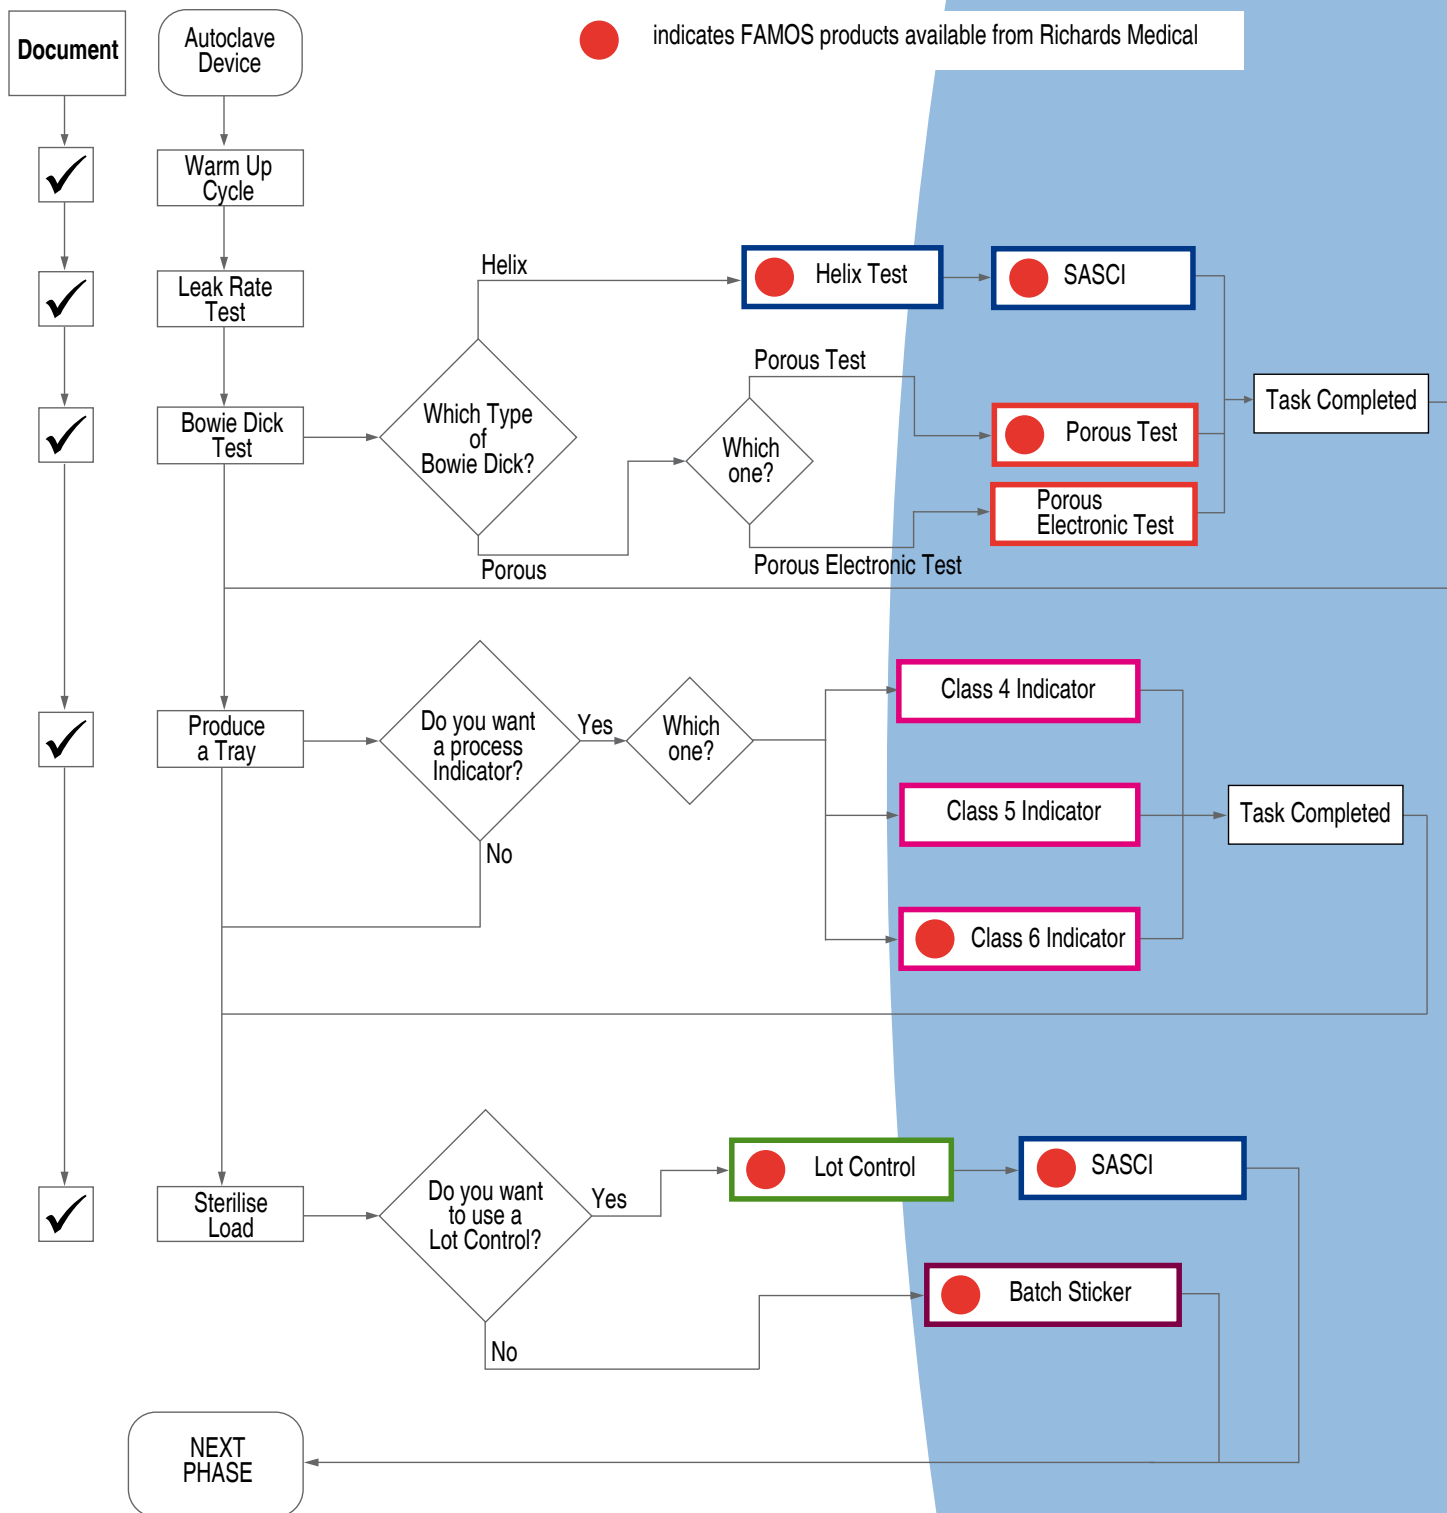 Document
Autoclave
Device
indicates FAMOS products available from Richards Medical
Warm Up
Cycle
Leak Rate
Test
Helix
Helix Test
SASCI
Bowie Dick
Test
Which Type
of
Bowie Dick?
Porous Test
Which
one?
Porous Test
Task Completed
Porous
Electronic Test
Porous
Porous Electronic Test
Produce
a Tray
Do you want
a process
Indicator?
Yes
Which
one?
Class 4 Indicator
Class 5 Indicator
Task Completed
No
Class 6 Indicator
Sterilise
Load
Do you want
to use a
Lot Control?
Yes
Lot Control
SASCI
Batch Sticker
No
NEXT
PHASE